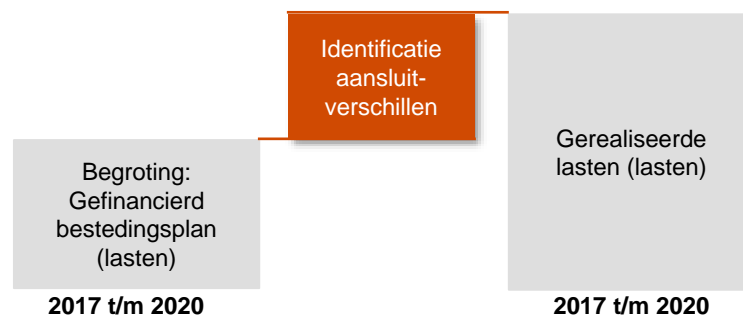 Identificatie
aansluit-
verschillen
Begroting:
Gefinancierd
bestedingsplan
(lasten)
Gerealiseerde
lasten (lasten)
2017 t/m 2020
2017 t/m 2020